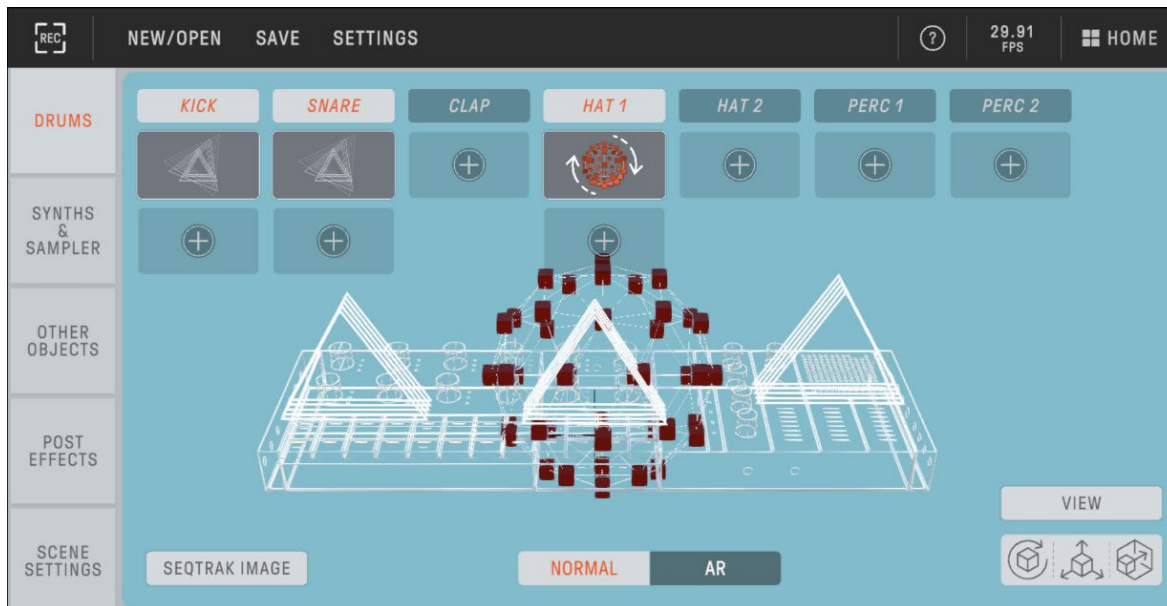 REC
NEW/OPEN SAVE SETTINGS
?
29.91
FPS
HOME
DRUMS
SYNTHS
&
SAMPLER
OTHER
OBJECTS
POST
EFFECTS
SCENE
SETTINGS
KICK SNARE CLAP HAT 1 HAT 2 PERC 1 PERC 2
SEQTRAK IMAGE
NORMAL AR
VIEW